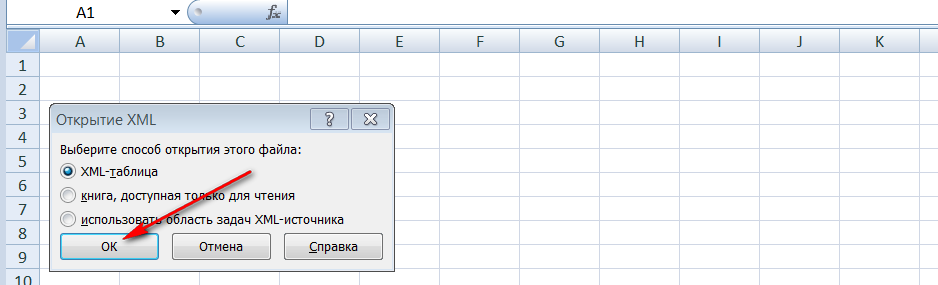 A1 fx
A B C D E F G H I J K
1
2
3
4
5
6
7
8
9
10
Открытие XML ?
Выберите способ открытия этого файла:
XML-таблица
книга, доступная только для чтения
использовать область задач XML-источника
ОК Отмена Справка